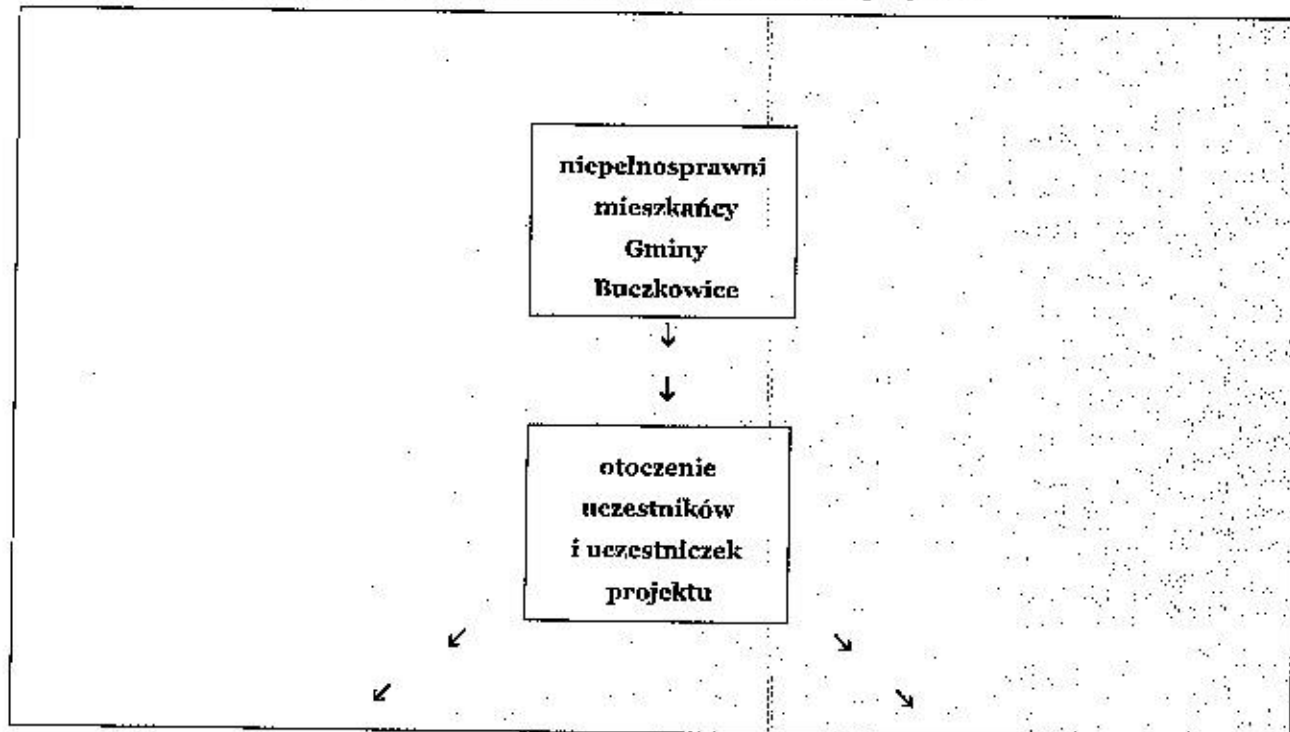 niepełnosprawni
mieszkańcy
Gminy
Buczkowice
↓
↓
otoczenie
uczestników
i uczestniczek
projektu
↙ ↘
↙ ↘